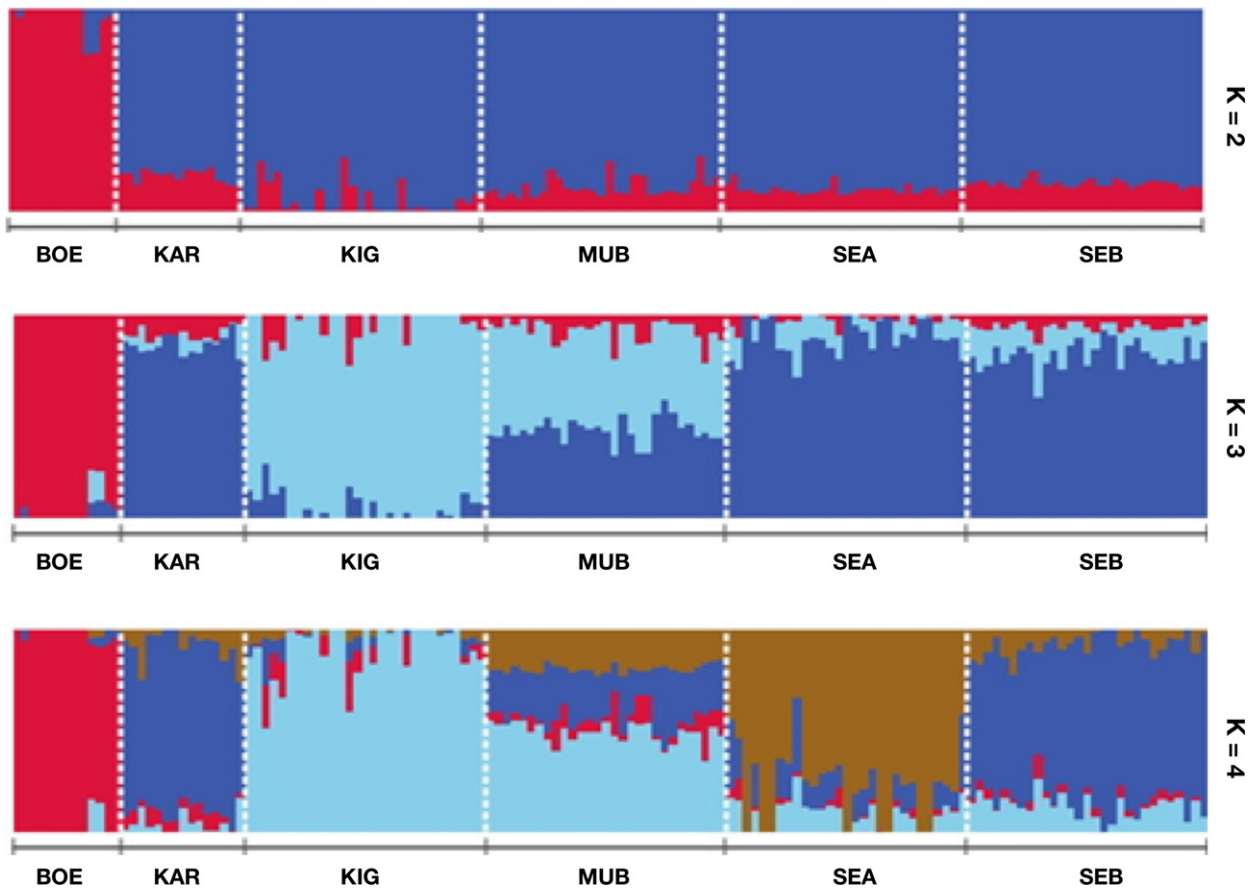 K = 2
BOE KAR KIG MUB SEA SEB
K = 3
BOE KAR KIG MUB SEA SEB
K = 4
BOE KAR KIG MUB SEA SEB